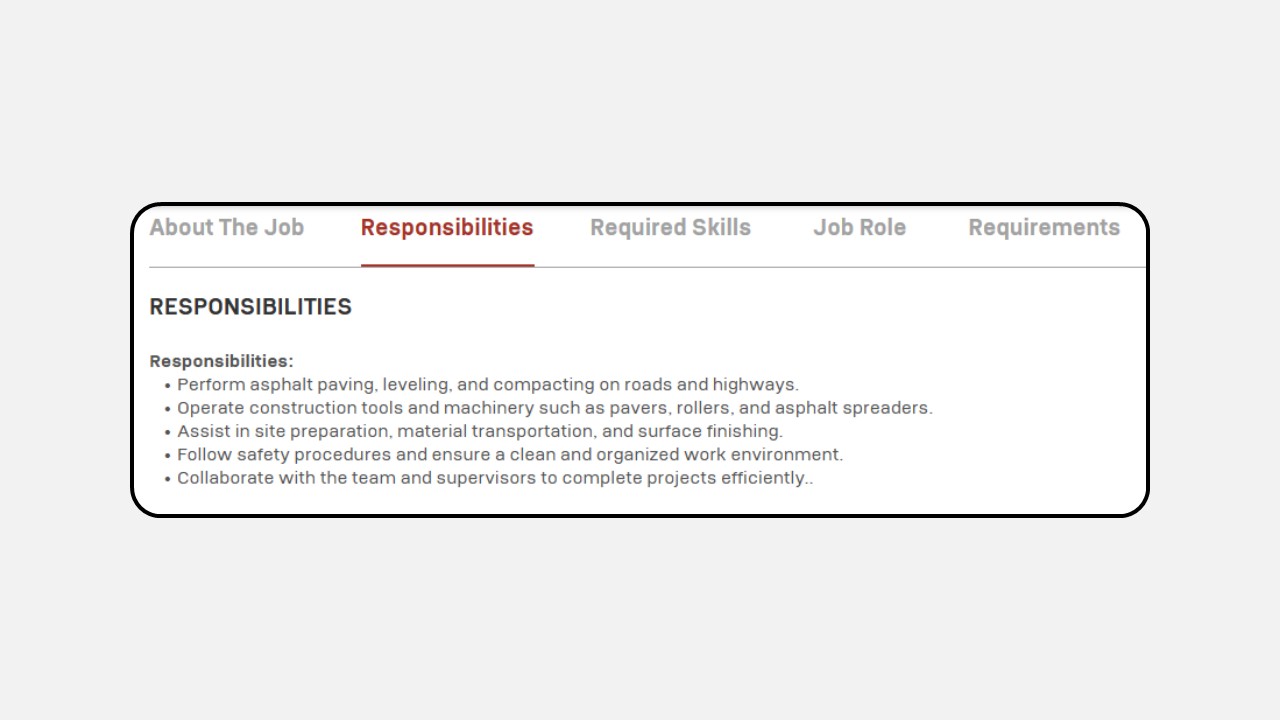 About The Job Responsibilities Required Skills Job Role Requirements
RESPONSIBILITIES
Responsibilities:
• Perform asphalt paving, leveling, and compacting on roads and highways.
• Operate construction tools and machinery such as pavers, rollers, and asphalt spreaders.
• Assist in site preparation, material transportation, and surface finishing.
• Follow safety procedures and ensure a clean and organized work environment.
• Collaborate with the team and supervisors to complete projects efficiently..